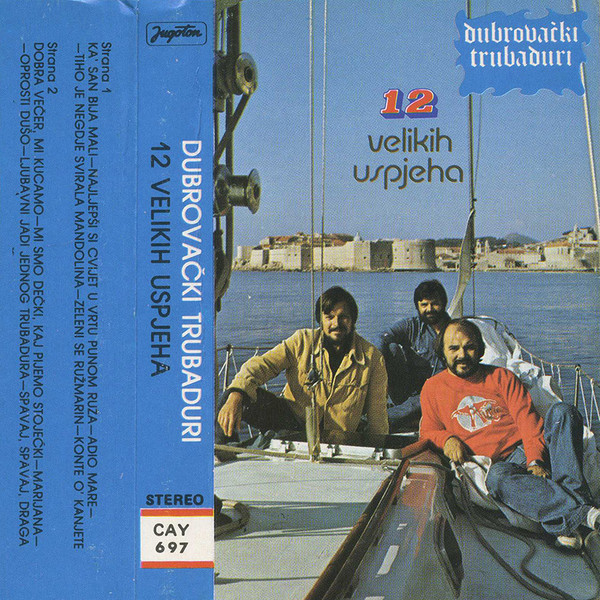 Strana 1
KA' SAN BIJA MALI—NAJLJEPŠI SI CVIJET U VRTU PUNOM RUŽA—ADIO MARE—
—TIHO JE NEGDJE SVIRALA MANDOLINA—ZELENI SE RUŽMARIN—KONTE O' KANJETE
Strana 2
DOBRA VEČER, MI KUCAMO—MI SMO DEČKI, KAJ PIJEMO STOJEČKI—MARIJANA—
—OPROSTI DUŠO—LJUBAVNI JADI JEDNOG TRUBADURA—SPAVAJ, SPAVAJ, DRAGA
Jugoton
DUBROVAČKI TRUBADURI
12 VELIKIH USPJEHA
STEREO
CAY
697
dubrovački
trubaduri
12
velikih
uspjeha